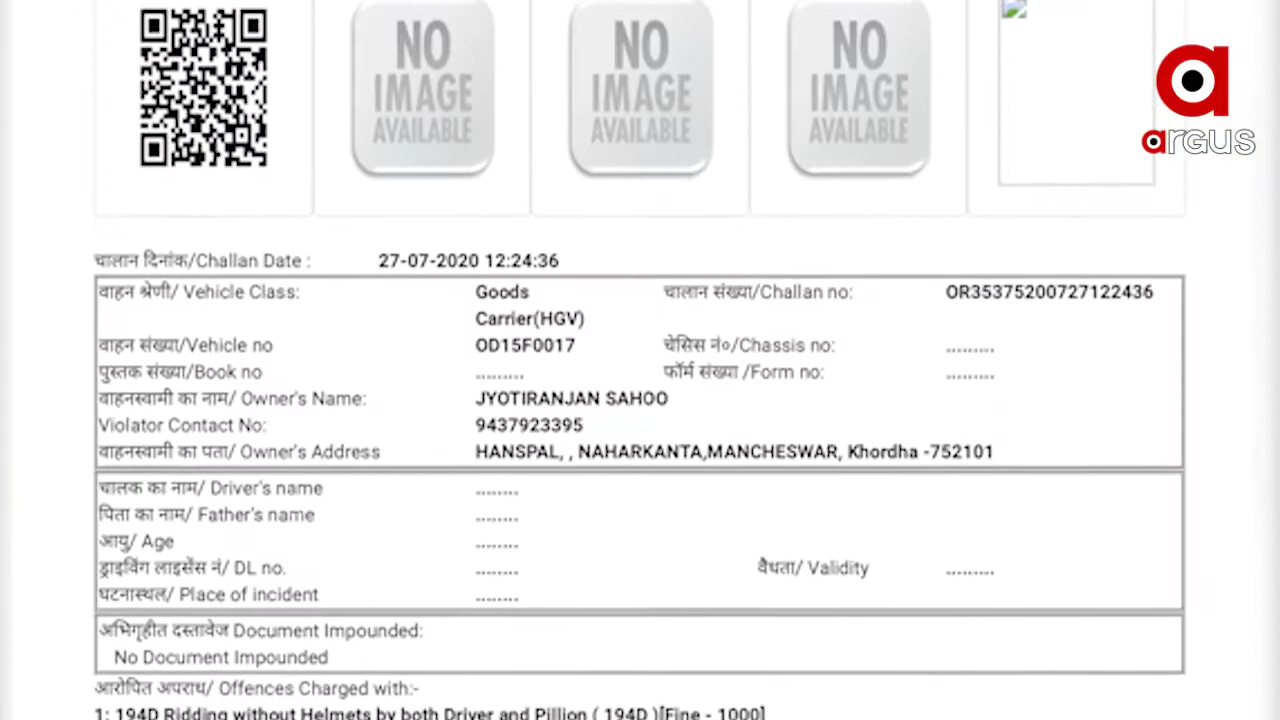 NO
IMAGE
AVAILABLE
NO
IMAGE
AVAILABLE
NO
IMAGE
AVAILABLE
a
argus
चालान दिनांक/Challan Date : 27-07-2020 12:24:36
वाहन श्रेणी/ Vehicle Class: Goods Carrier(HGV) चालान संख्या/Challan no: OR35375200727122436
वाहन संख्या/Vehicle no OD15F0017 चेसिस नं०/Chassis no: .........
पुस्तक संख्या/Book no ......... फॉर्म संख्या /Form no: .........
वाहनस्वामी का नाम/ Owner's Name: JYOTIRANJAN SAHOO
Violator Contact No: 9437923395
वाहनस्वामी का पता/ Owner's Address HANSPAL, , NAHARKANTA,MANCHESWAR, Khordha -752101
चालक का नाम/ Driver's name ........
पिता का नाम/ Father's name ........
आयु/ Age ........
ड्राइविंग लाइसेंस नं/ DL no. ........ वैधता/ Validity .........
घटनास्थल/ Place of incident ........
अभिगृहीत दस्तावेज Document Impounded:
No Document Impounded
आरोपित अपराध/ Offences Charged with:-
1: 194D Ridding without Helmets by both Driver and Pillion ( 194D )[Fine - 1000]